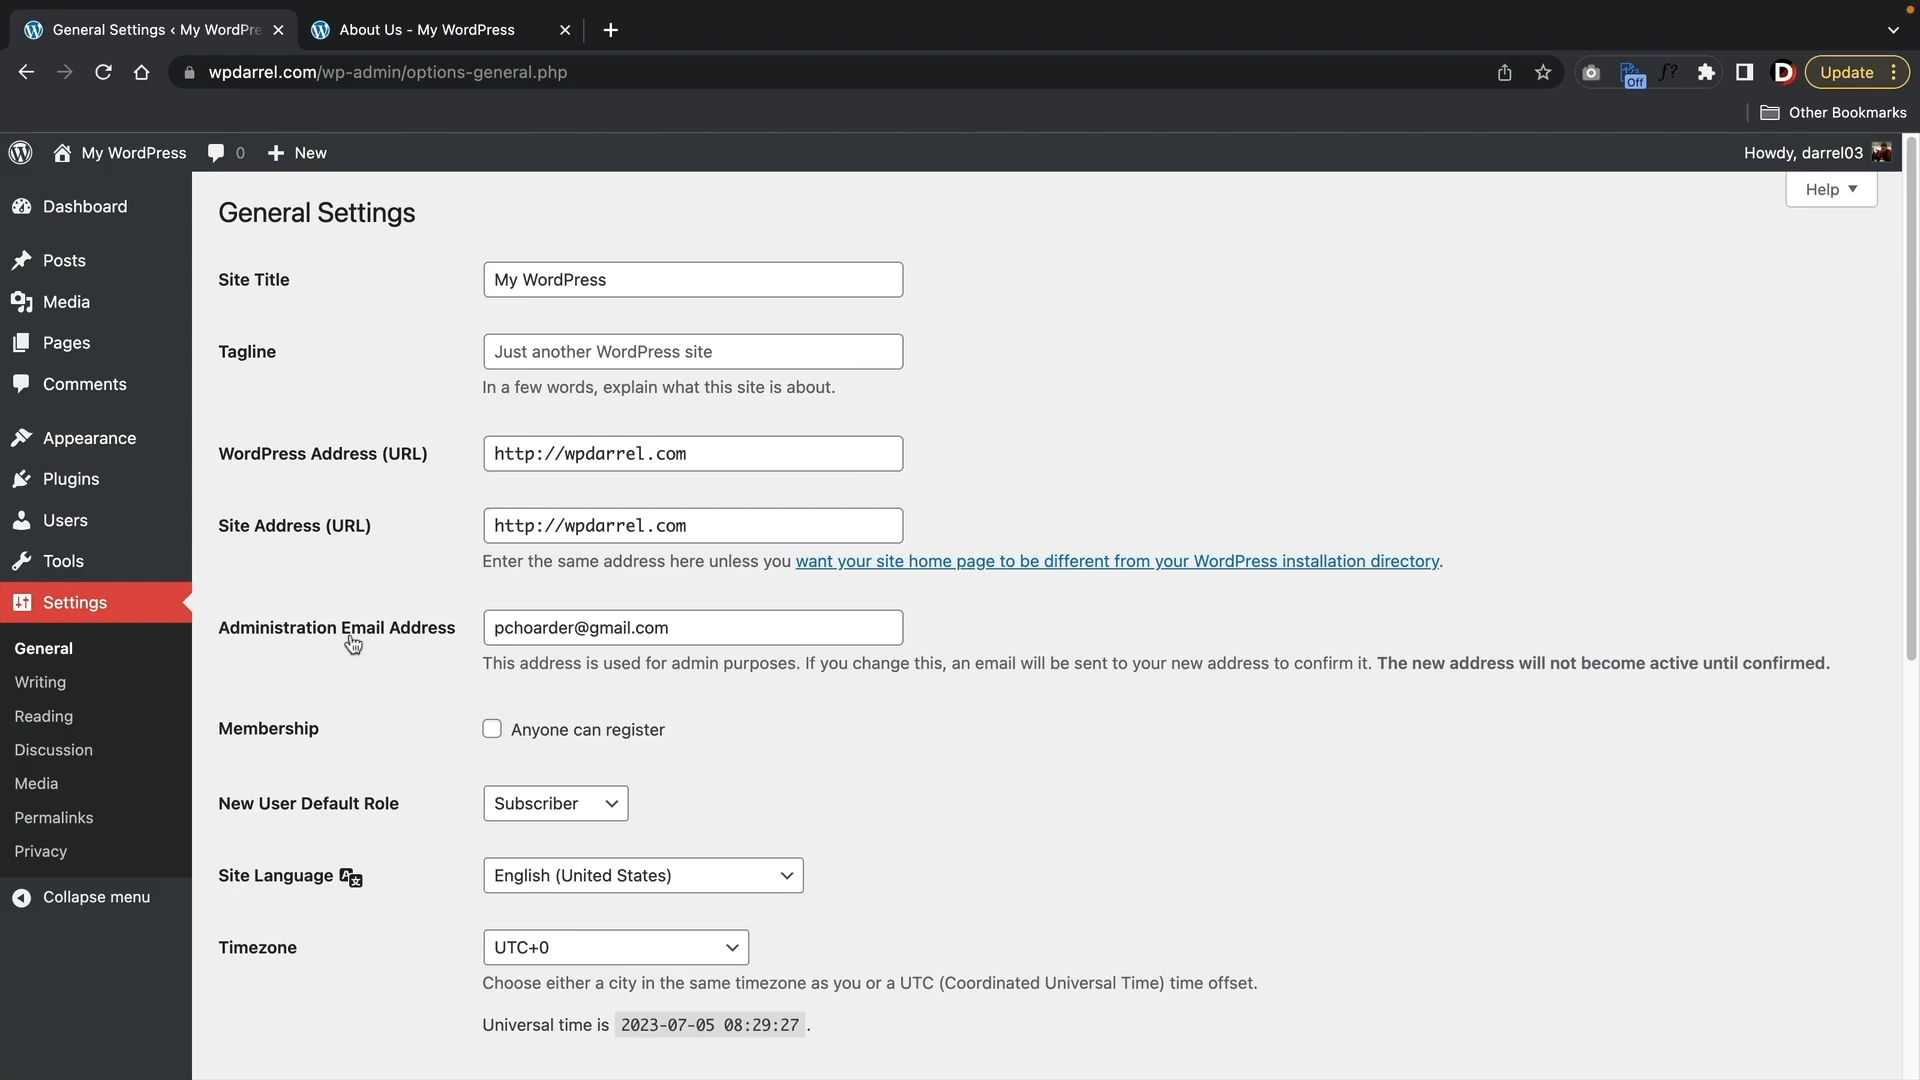 General Settings ‹ My WordPre
About Us - My WordPress
wpdarrel.com/wp-admin/options-general.php
Off
f?
D
Update
Other Bookmarks
My WordPress
0
New
Howdy, darrel03
Help
Dashboard
Posts
Media
Pages
Comments
Appearance
Plugins
Users
Tools
Settings
General
Writing
Reading
Discussion
Media
Permalinks
Privacy
Collapse menu
General Settings
Site Title
My WordPress
Tagline
Just another WordPress site
In a few words, explain what this site is about.
WordPress Address (URL)
http://wpdarrel.com
Site Address (URL)
http://wpdarrel.com
Enter the same address here unless you want your site home page to be different from your WordPress installation directory.
Administration Email Address
pchoarder@gmail.com
This address is used for admin purposes. If you change this, an email will be sent to your new address to confirm it. The new address will not become active until confirmed.
Membership
Anyone can register
New User Default Role
Subscriber
Site Language
English (United States)
Timezone
UTC+0
Choose either a city in the same timezone as you or a UTC (Coordinated Universal Time) time offset.
Universal time is 2023-07-05 08:29:27 .